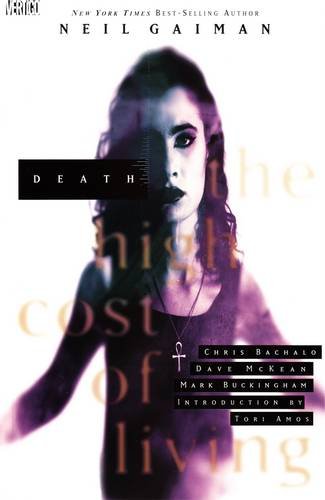 VERTIGO
NEW YORK TIMES BEST-SELLING AUTHOR
NEIL GAIMAN
DEATH
the
high
cost
of
living
CHRIS BACHALO
DAVE MCKEAN
MARK BUCKINGHAM
INTRODUCTION BY
TORI AMOS